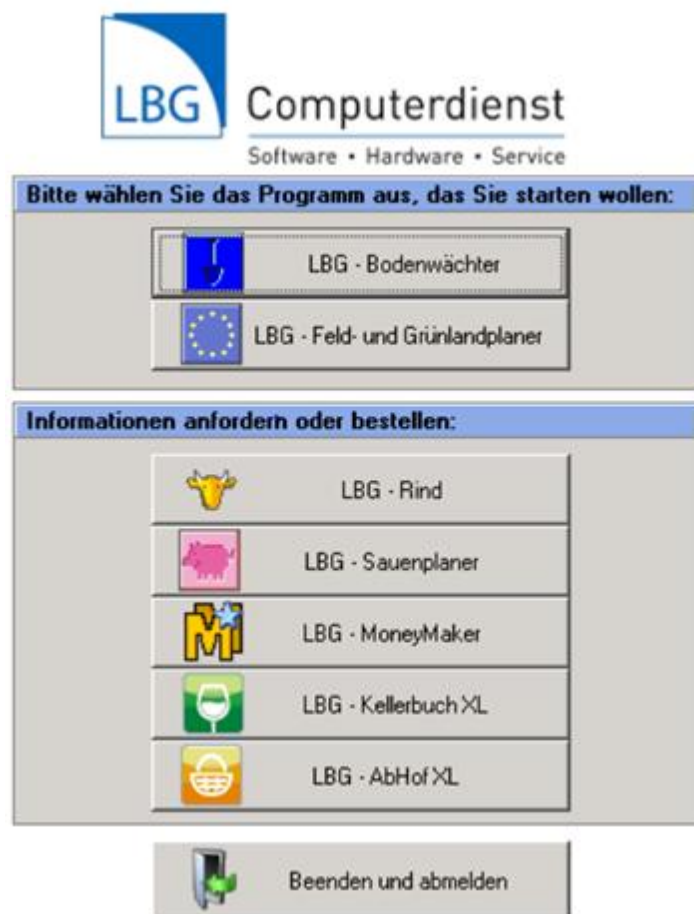 LBG Computerdienst
Software • Hardware • Service
Bitte wählen Sie das Programm aus, das Sie starten wollen:
LBG - Bodenwächter
LBG - Feld- und Grünlandplaner
Informationen anfordern oder bestellen:
LBG - Rind
LBG - Sauenplaner
LBG - MoneyMaker
LBG - Kellerbuch XL
LBG - AbHof XL
Beenden und abmelden